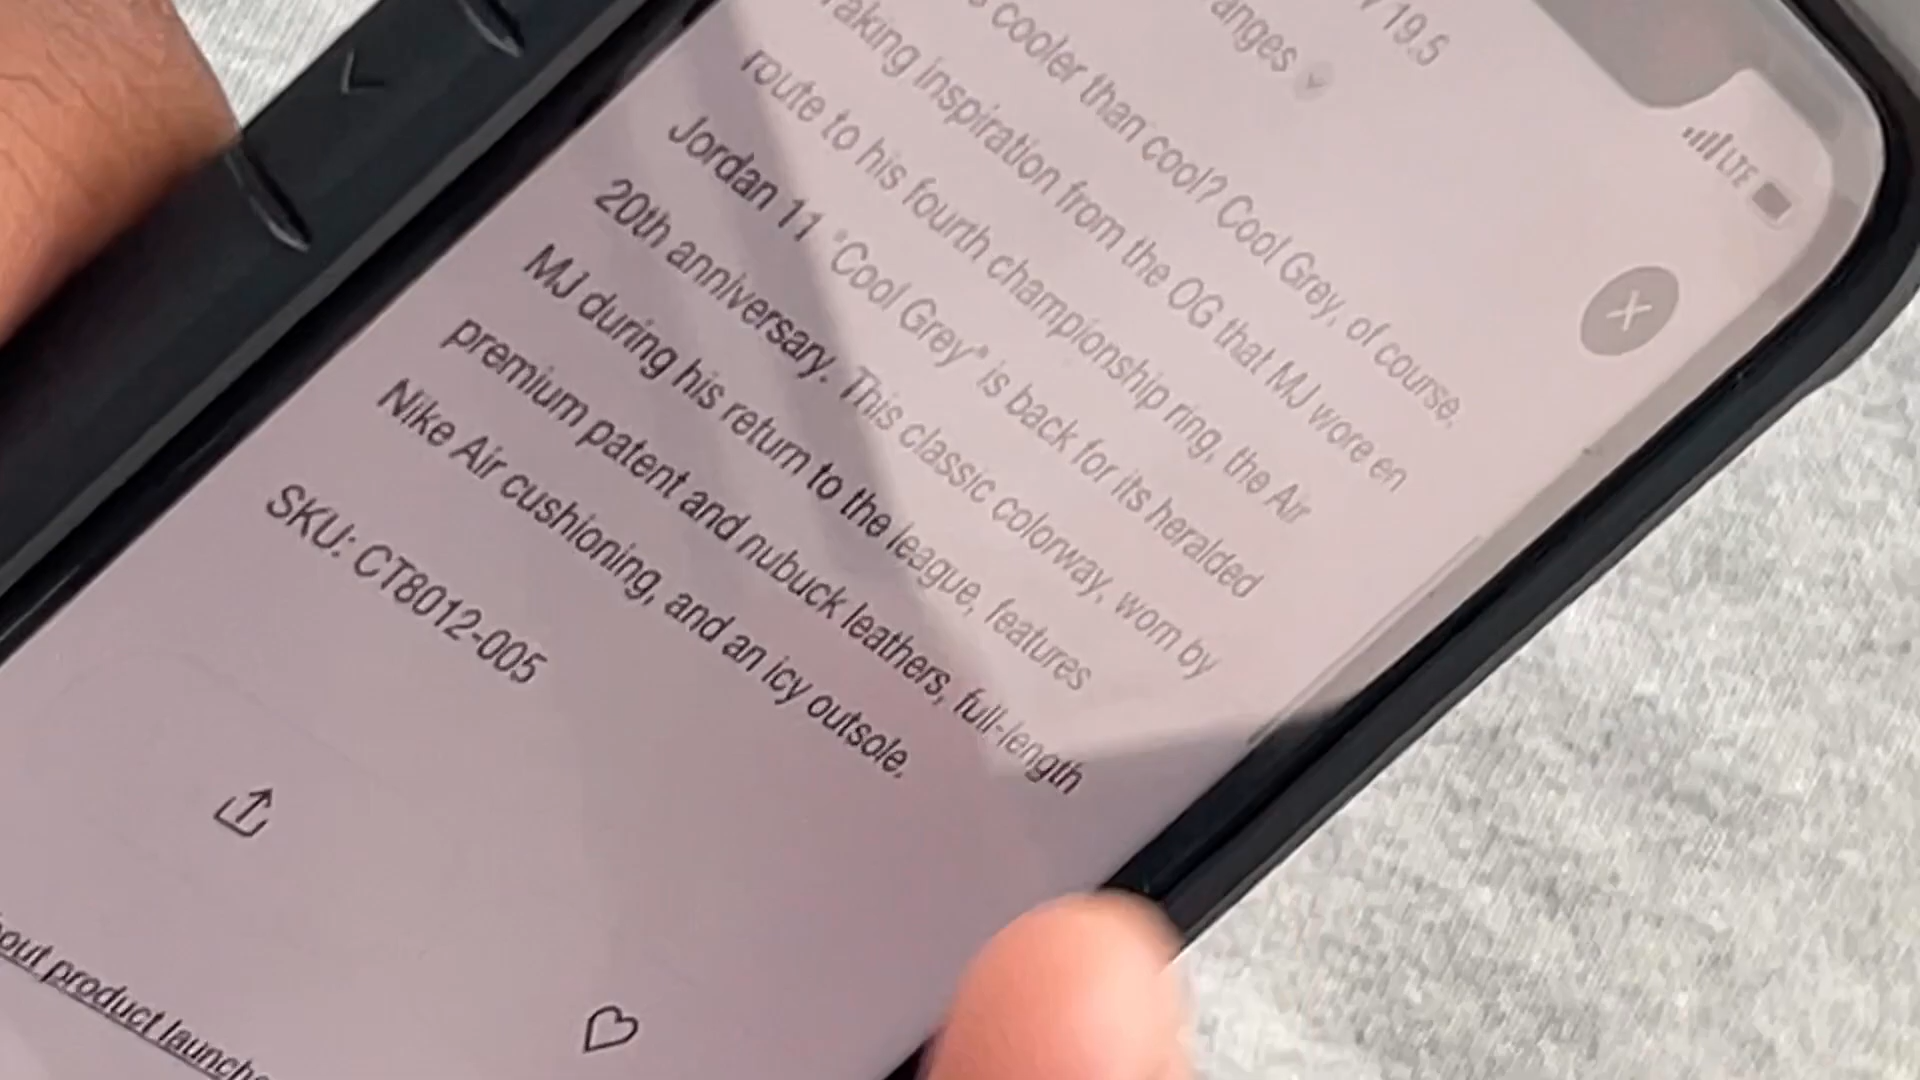 19.5
LTE
cooler than cool? Cool Grey, of course.
Taking inspiration from the OG that MJ wore en
route to his fourth championship ring, the Air
Jordan 11 "Cool Grey" is back for its heralded
20th anniversary. This classic colorway, worn by
MJ during his return to the league, features
premium patent and nubuck leathers, full-length
Nike Air cushioning, and an icy outsole.
SKU: CT8012-005
product